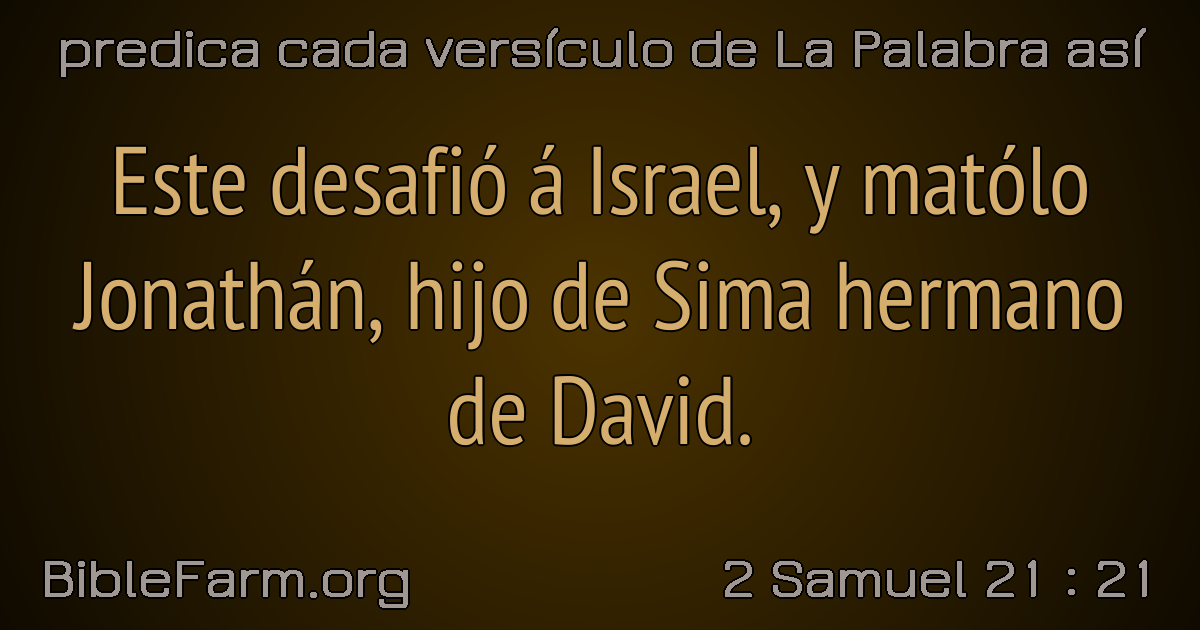 predica cada versículo de La Palabra así
Este desafió á Israel, y matólo
Jonathán, hijo de Sima hermano
de David.
BibleFarm.org
2 Samuel 21 : 21